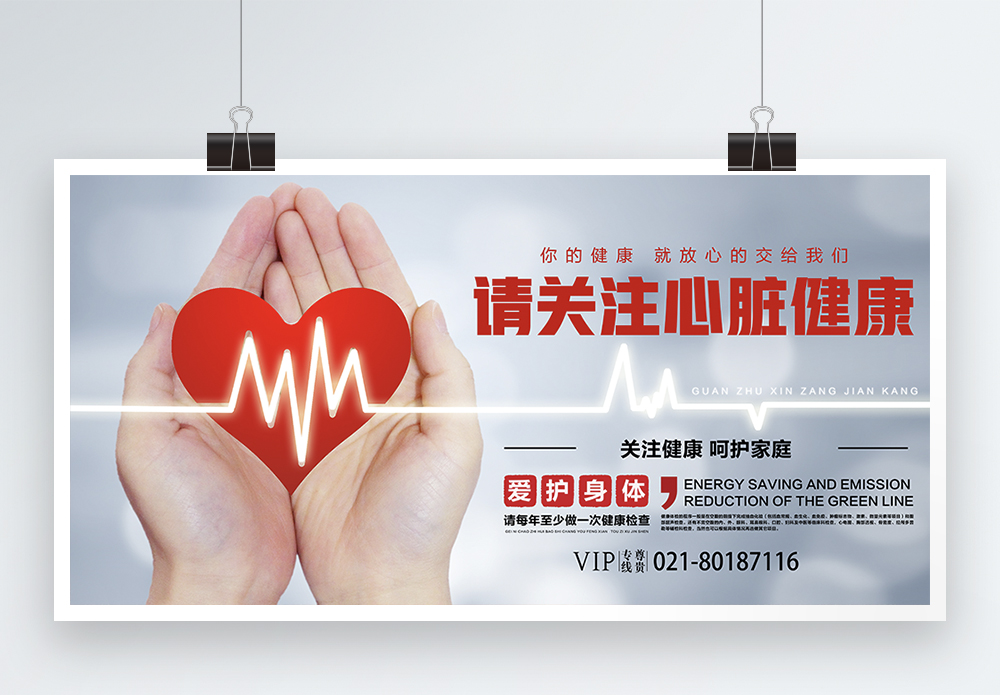 你的健康 就放心的交给我们
请关注心脏健康
GUAN ZHU XIN ZANG JIAN KANG
关注健康 呵护家庭
爱护身体
请每年至少做一次健康检查
ENERGY SAVING AND EMISSION
REDUCTION OF THE GREEN LINE
VIP 专线 尊贵 021-80187116